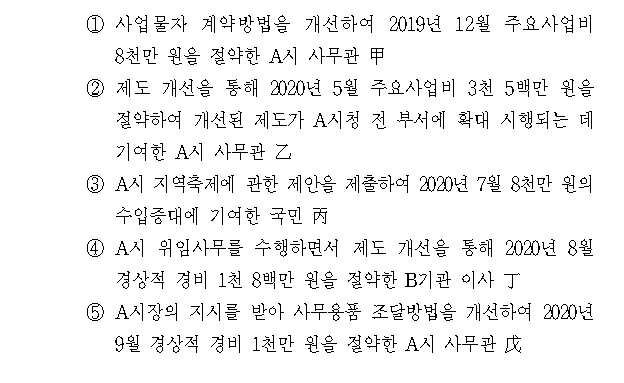 ① 사업물자 계약방법을 개선하여 2019년 12월 주요사업비
8천만 원을 절약한 A시 사무관 甲
② 제도 개선을 통해 2020년 5월 주요사업비 3천 5백만 원을
절약하여 개선된 제도가 A시청 전 부서에 확대 시행되는 데
기여한 A시 사무관 乙
③ A시 지역축제에 관한 제안을 제출하여 2020년 7월 8천만 원의
수입증대에 기여한 국민 丙
④ A시 위임사무를 수행하면서 제도 개선을 통해 2020년 8월
경상적 경비 1천 8백만 원을 절약한 B기관 이사 丁
⑤ A시장의 지시를 받아 사무용품 조달방법을 개선하여 2020년
9월 경상적 경비 1천만 원을 절약한 A시 사무관 戊